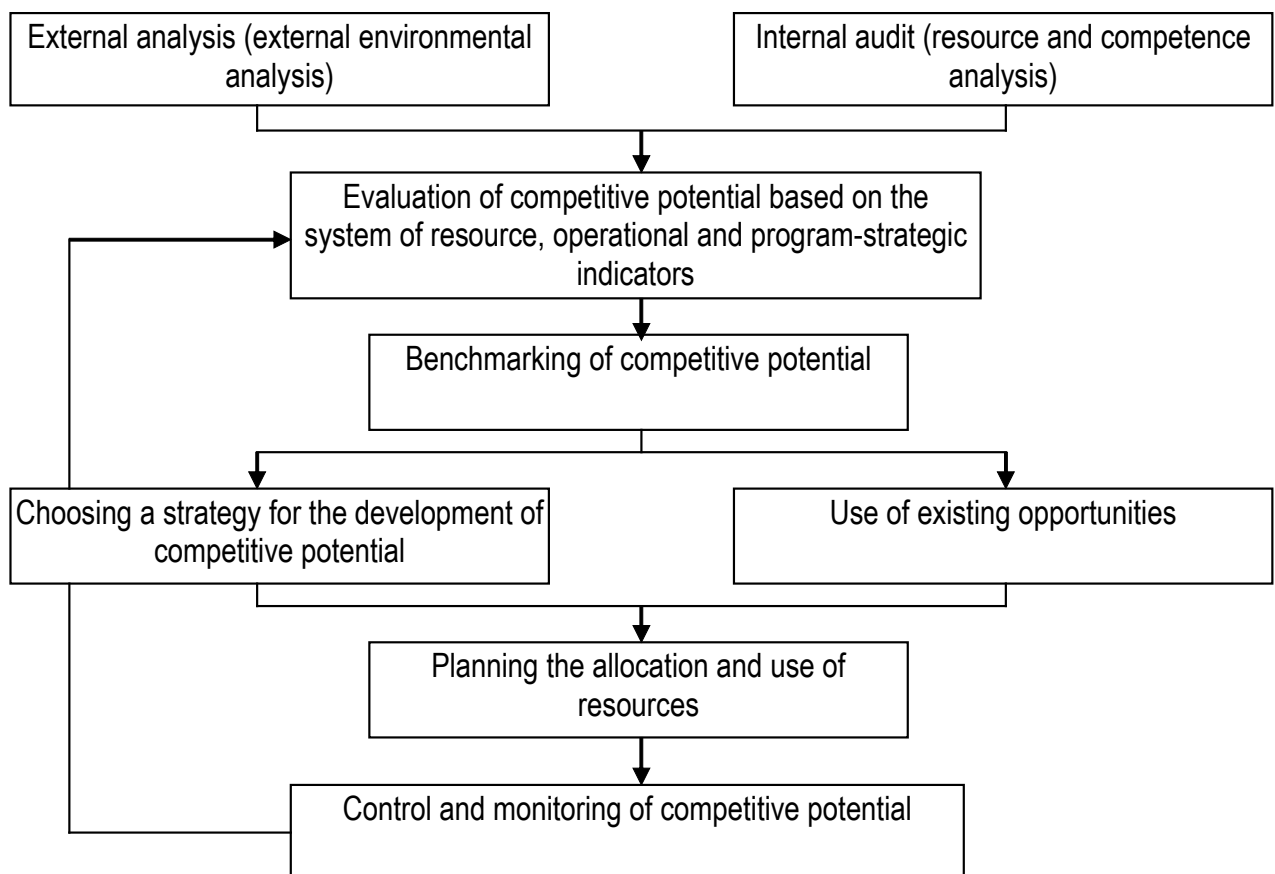 External analysis (external environmental
analysis)
Internal audit (resource and competence
analysis)
Evaluation of competitive potential based on the
system of resource, operational and program-strategic
indicators
Benchmarking of competitive potential
Choosing a strategy for the development of
competitive potential
Use of existing opportunities
Planning the allocation and use of
resources
Control and monitoring of competitive potential